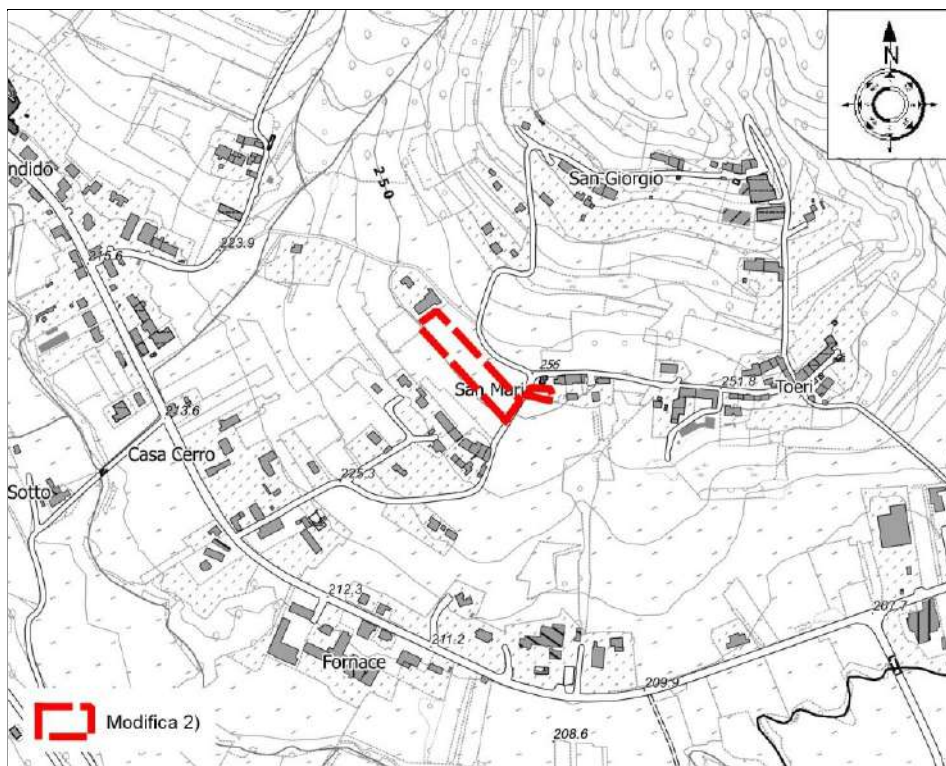 N
ndido
San Giorgio
250
223.9
215.6
256
San Mari
251.8
Toeri
213.6
Casa Cerro
225.3
Sotto
212.3
207.7
211.2
Fornace
209.9
208.6
Modifica 2)